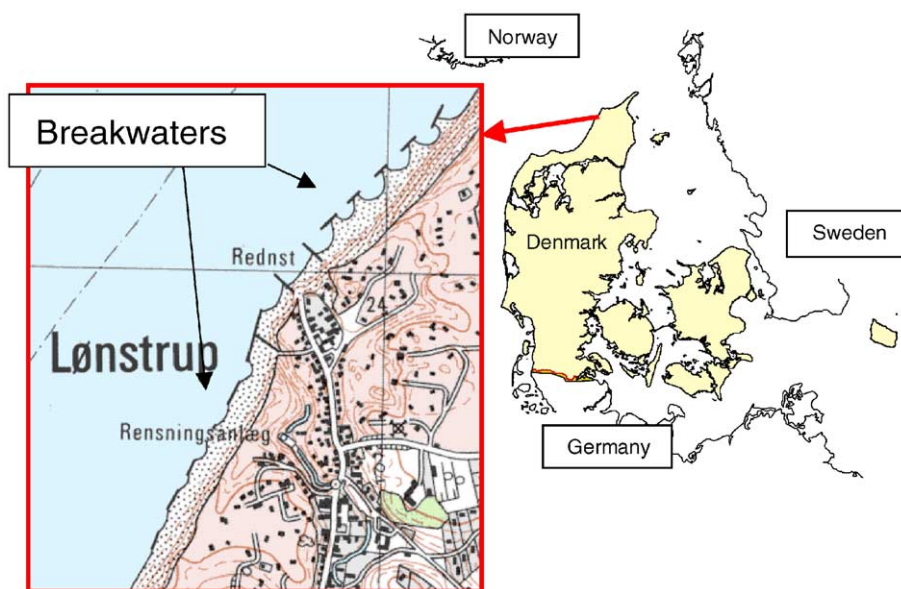 Norway
Breakwaters
Denmark
Sweden
Rednst
24
Lønstrup
Rensningsanlæg
Germany